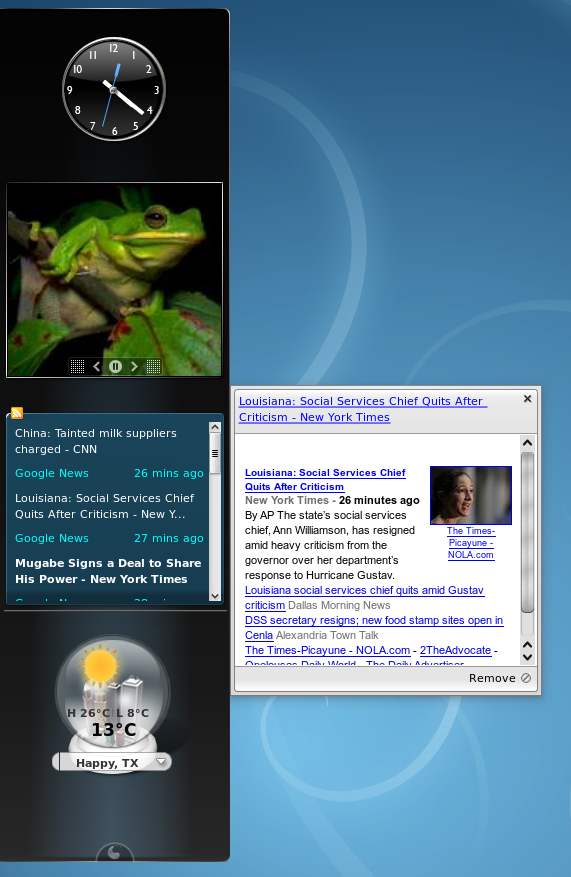 12
11
1
10
2
9
3
8
4
7
5
6
China: Tainted milk suppliers
charged - CNN
Google News 26 mins ago
Louisiana: Social Services Chief
Quits After Criticism - New Y...
Google News 27 mins ago
Mugabe Signs a Deal to Share
His Power - New York Times
H 26°C L 8°C
13°C
Happy, TX
Louisiana: Social Services Chief Quits After
Criticism - New York Times
Louisiana: Social Services Chief
Quits After Criticism
New York Times - 26 minutes ago
By AP The state's social services
chief, Ann Williamson, has resigned
amid heavy criticism from the
governor over her department's
response to Hurricane Gustav.
The Times-
Picayune -
NOLA.com
Louisiana social services chief quits amid Gustav
criticism Dallas Morning News
DSS secretary resigns; new food stamp sites open in
Cenla Alexandria Town Talk
The Times-Picayune - NOLA.com - 2TheAdvocate -
Opelousas Daily World - The Daily Advertiser
Remove